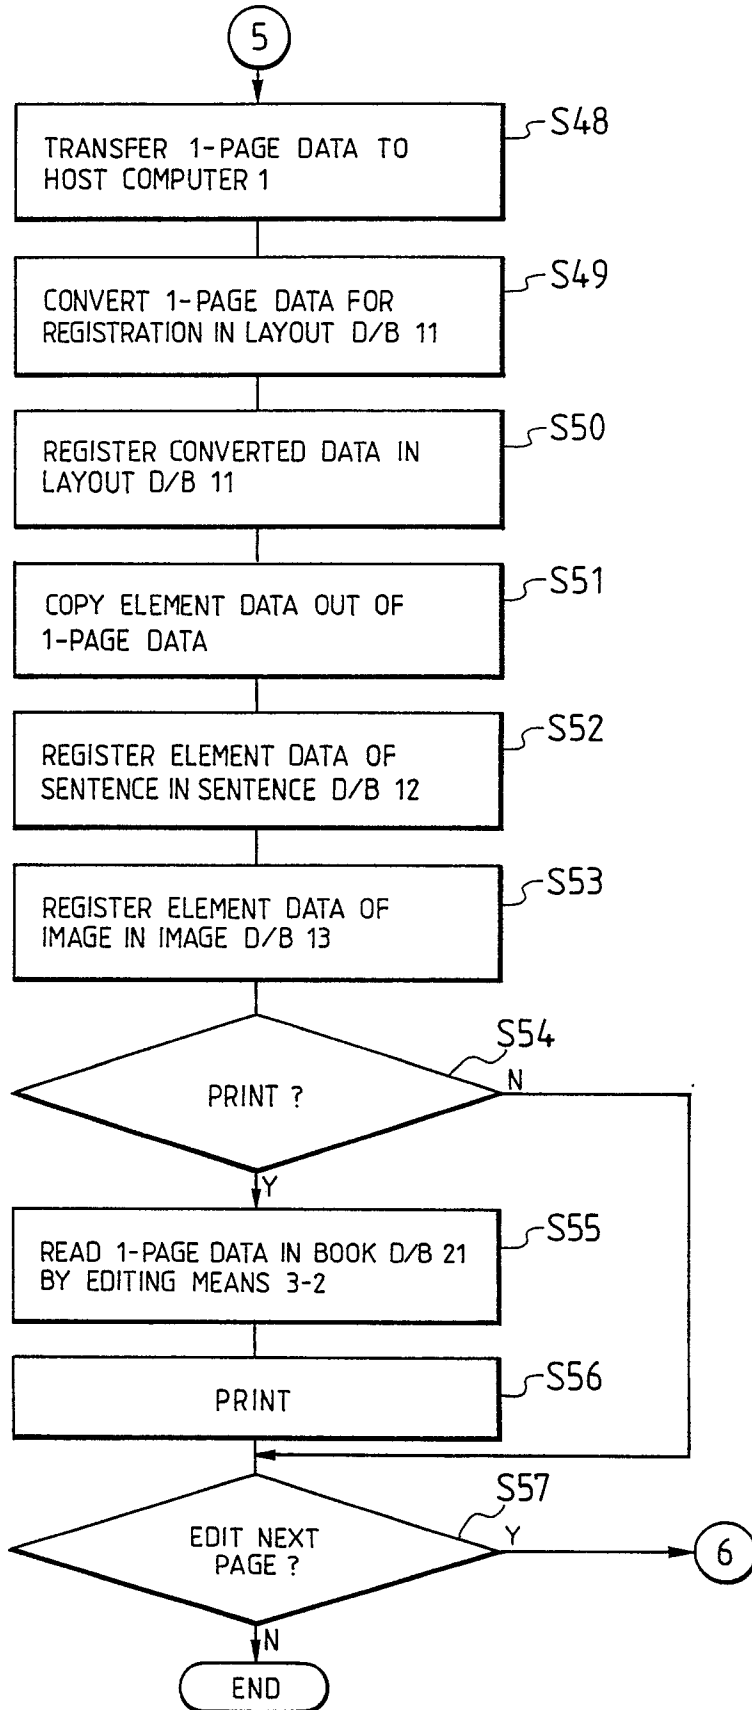 5
S48
TRANSFER 1-PAGE DATA TO
HOST COMPUTER 1
S49
CONVERT 1-PAGE DATA FOR
REGISTRATION IN LAYOUT D/B 11
S50
REGISTER CONVERTED DATA IN
LAYOUT D/B 11
S51
COPY ELEMENT DATA OUT OF
1-PAGE DATA
S52
REGISTER ELEMENT DATA OF
SENTENCE IN SENTENCE D/B 12
S53
REGISTER ELEMENT DATA OF
IMAGE IN IMAGE D/B 13
S54
PRINT ?
N
Y
S55
READ 1-PAGE DATA IN BOOK D/B 21
BY EDITING MEANS 3-2
S56
PRINT
S57
EDIT NEXT
PAGE ?
Y
6
N
END